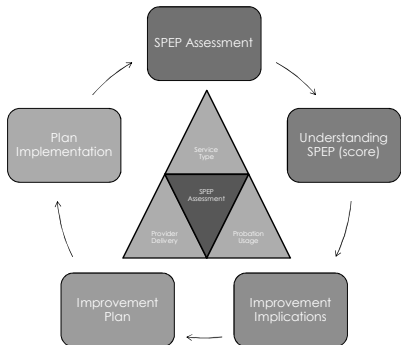 SPEP Assessment
Plan
Implementation
Understanding
SPEP (score)
Service
Type
SPEP
Assessment
Provider
Delivery
Probation
Usage
Improvement
Plan
Improvement
Implications